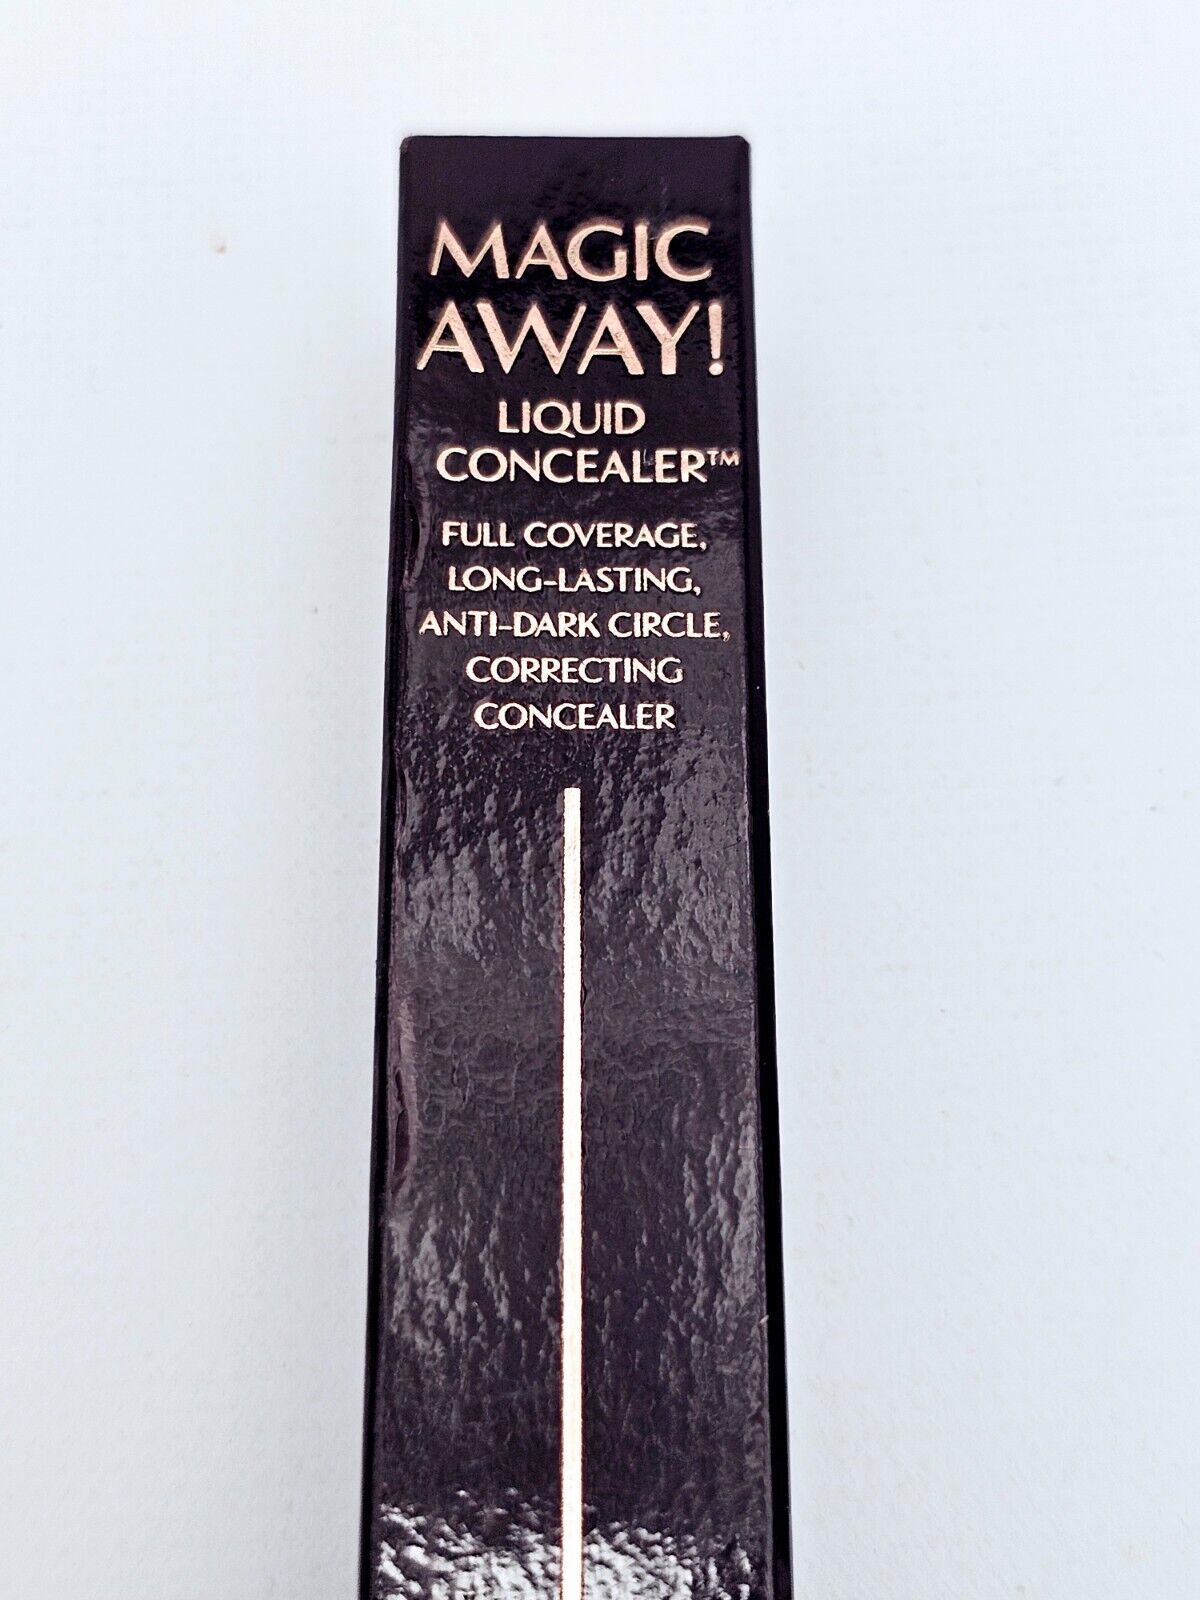 MAGIC
AWAY!
LIQUID
CONCEALER™
FULL COVERAGE,
LONG-LASTING,
ANTI-DARK CIRCLE,
CORRECTING
CONCEALER